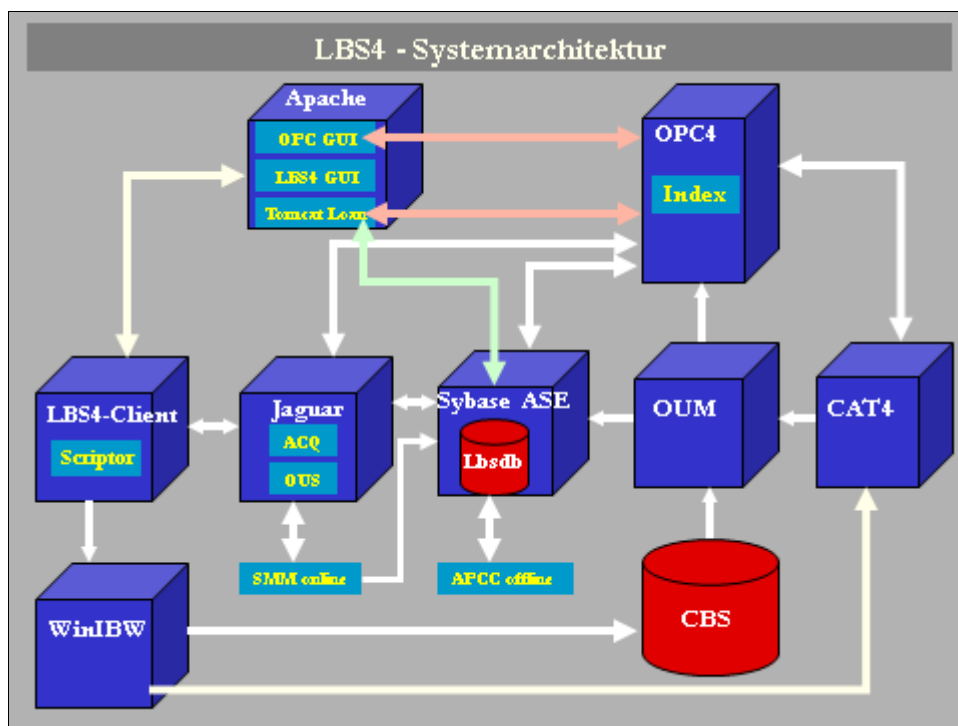 LBS4 - Systemarchitektur
Apache
OPC GUI
LBS4 GUI
Tomcat Loan
OPC4
Index
LBS4-Client
Scriptor
Jaguar
ACQ
OUS
Sybase ASE
Lbsdb
OUM
CAT4
SMM online
APCC offline
WinIBW
CBS